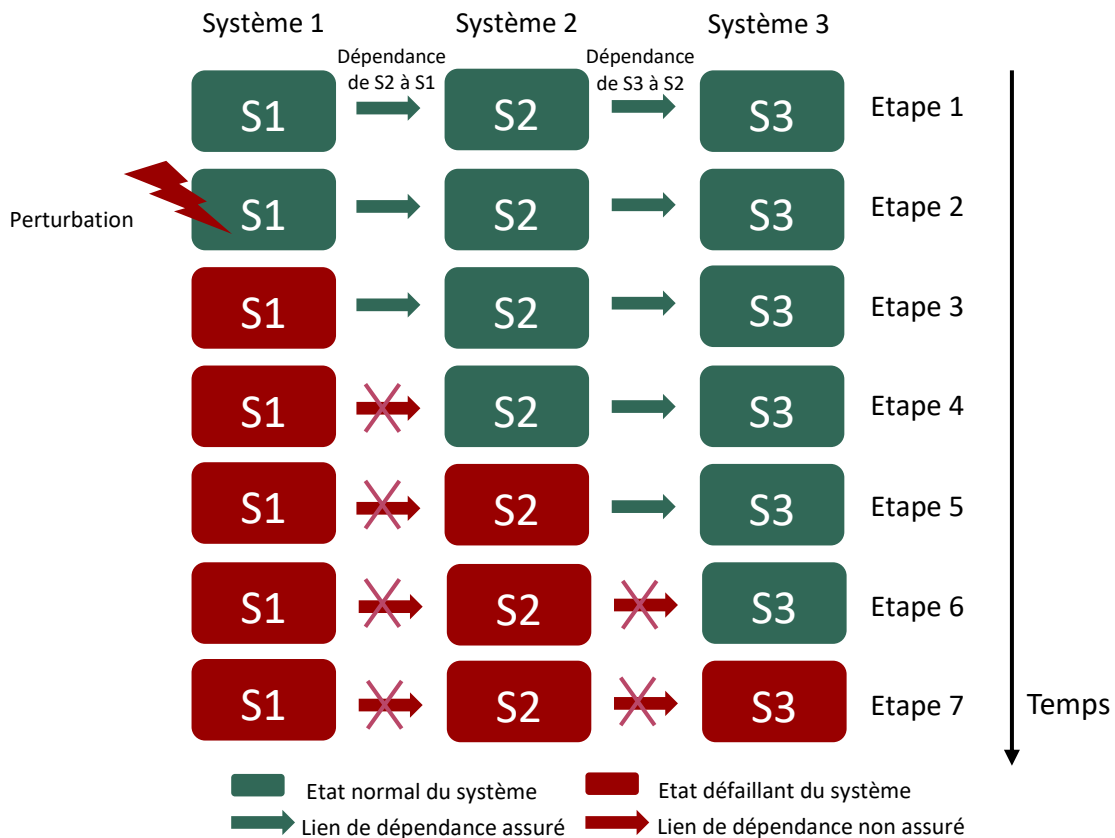 Système 1
Système 2
Système 3
Dépendance
de S2 à S1
Dépendance
de S3 à S2
S1
S2
S3
Etape 1
Perturbation
S1
S2
S3
Etape 2
S1
S2
S3
Etape 3
S1
S2
S3
Etape 4
S1
S2
S3
Etape 5
S1
S2
S3
Etape 6
S1
S2
S3
Etape 7
Temps
Etat normal du système
Etat défaillant du système
Lien de dépendance assuré
Lien de dépendance non assuré